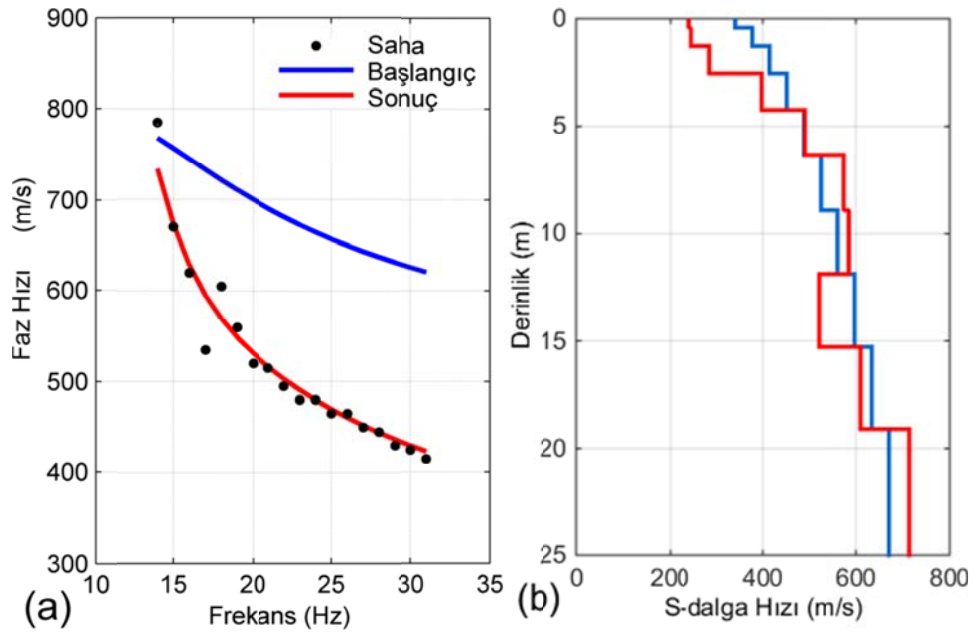 900
800
700
600
500
400
300
Faz Hızı (m/s)
Saha
Başlangıç
Sonuç
10 15 20 25 30 35
Frekans (Hz)
(a)
0
5
10
15
20
25
Derinlik (m)
0 200 400 600 800
S-dalga Hızı (m/s)
(b)